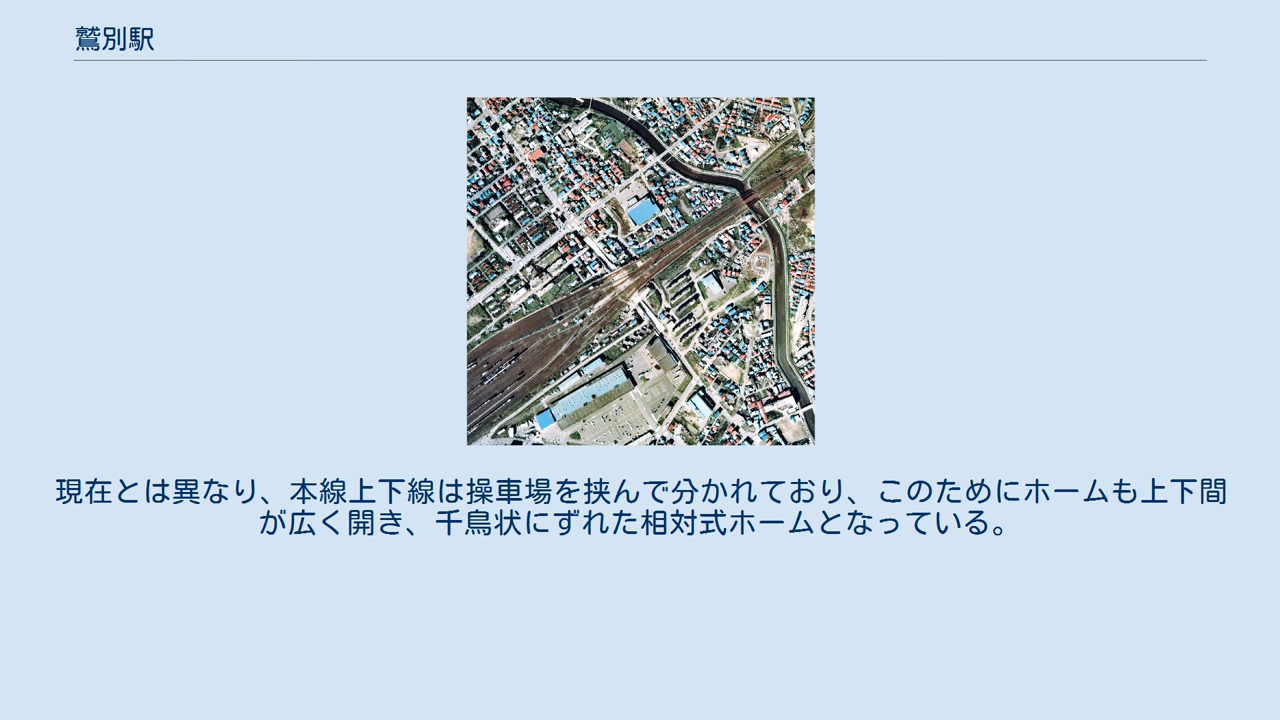 鷲別駅
現在とは異なり、本線上下線は操車場を挟んで分かれており、このためにホームも上下間
が広く開き、千鳥状にずれた相対式ホームとなっている。